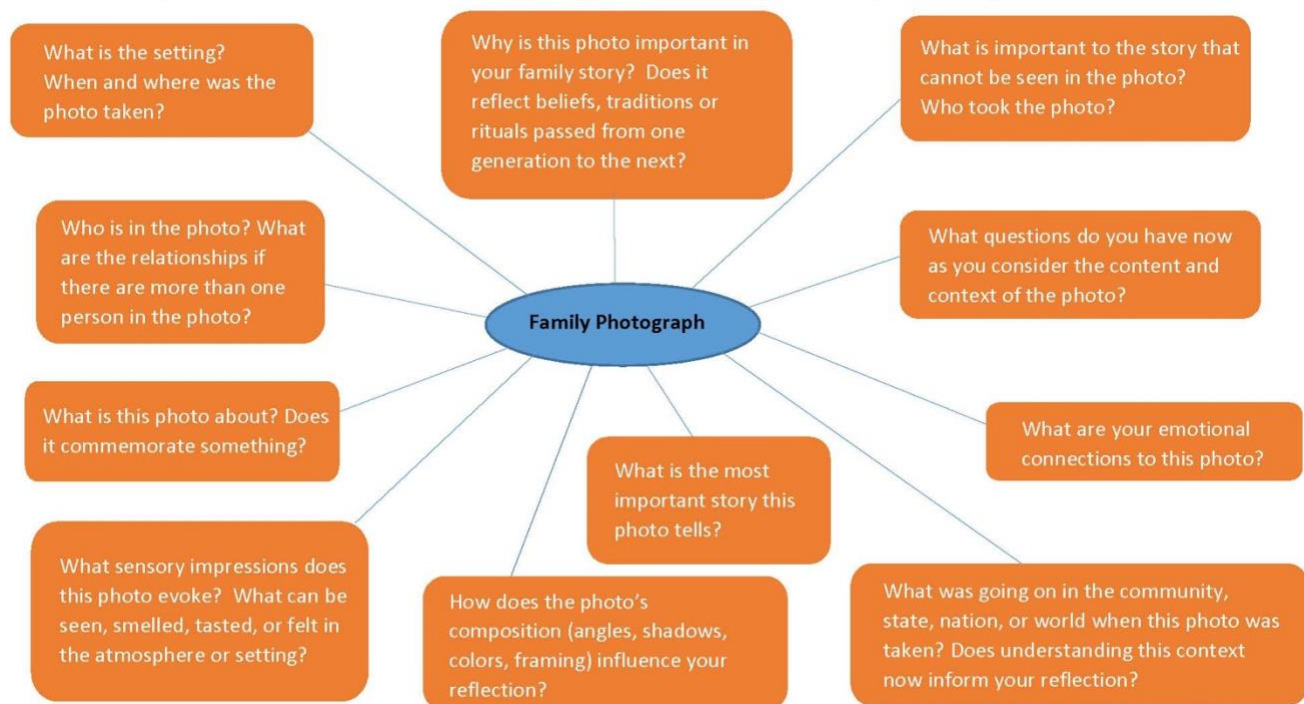 What is the setting?
When and where was the
photo taken?
Why is this photo important in
your family story?  Does it
reflect beliefs, traditions or
rituals passed from one
generation to the next?
What is important to the story that
cannot be seen in the photo?
Who took the photo?
Who is in the photo? What
are the relationships if
there are more than one
person in the photo?
What questions do you have now
as you consider the content and
context of the photo?
Family Photograph
What is this photo about? Does
it commemorate something?
What are your emotional
connections to this photo?
What is the most
important story this
photo tells?
What sensory impressions does
this photo evoke?  What can be
seen, smelled, tasted, or felt in
the atmosphere or setting?
How does the photo’s
composition (angles, shadows,
colors, framing) influence your
reflection?
What was going on in the community,
state, nation, or world when this photo was
taken? Does understanding this context
now inform your reflection?